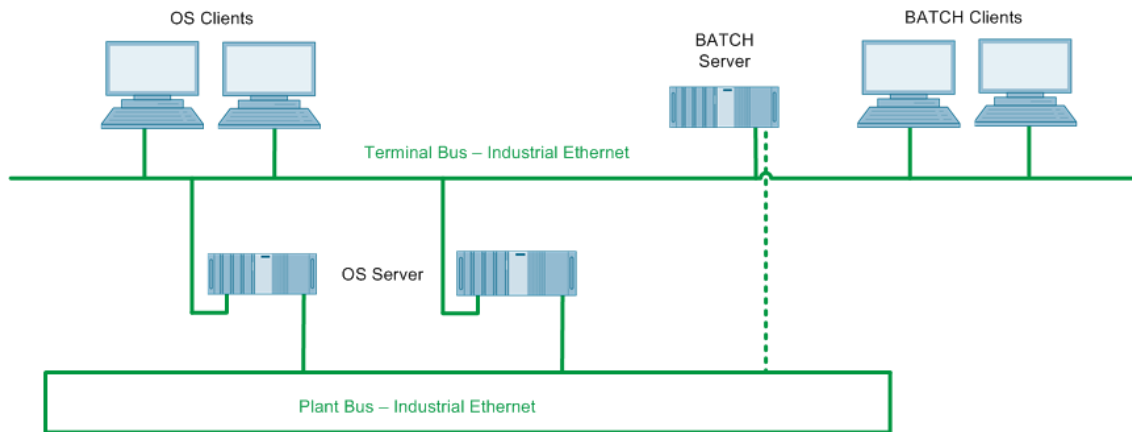 OS Clients
BATCH
Server
BATCH Clients
Terminal Bus – Industrial Ethernet
OS Server
Plant Bus – Industrial Ethernet